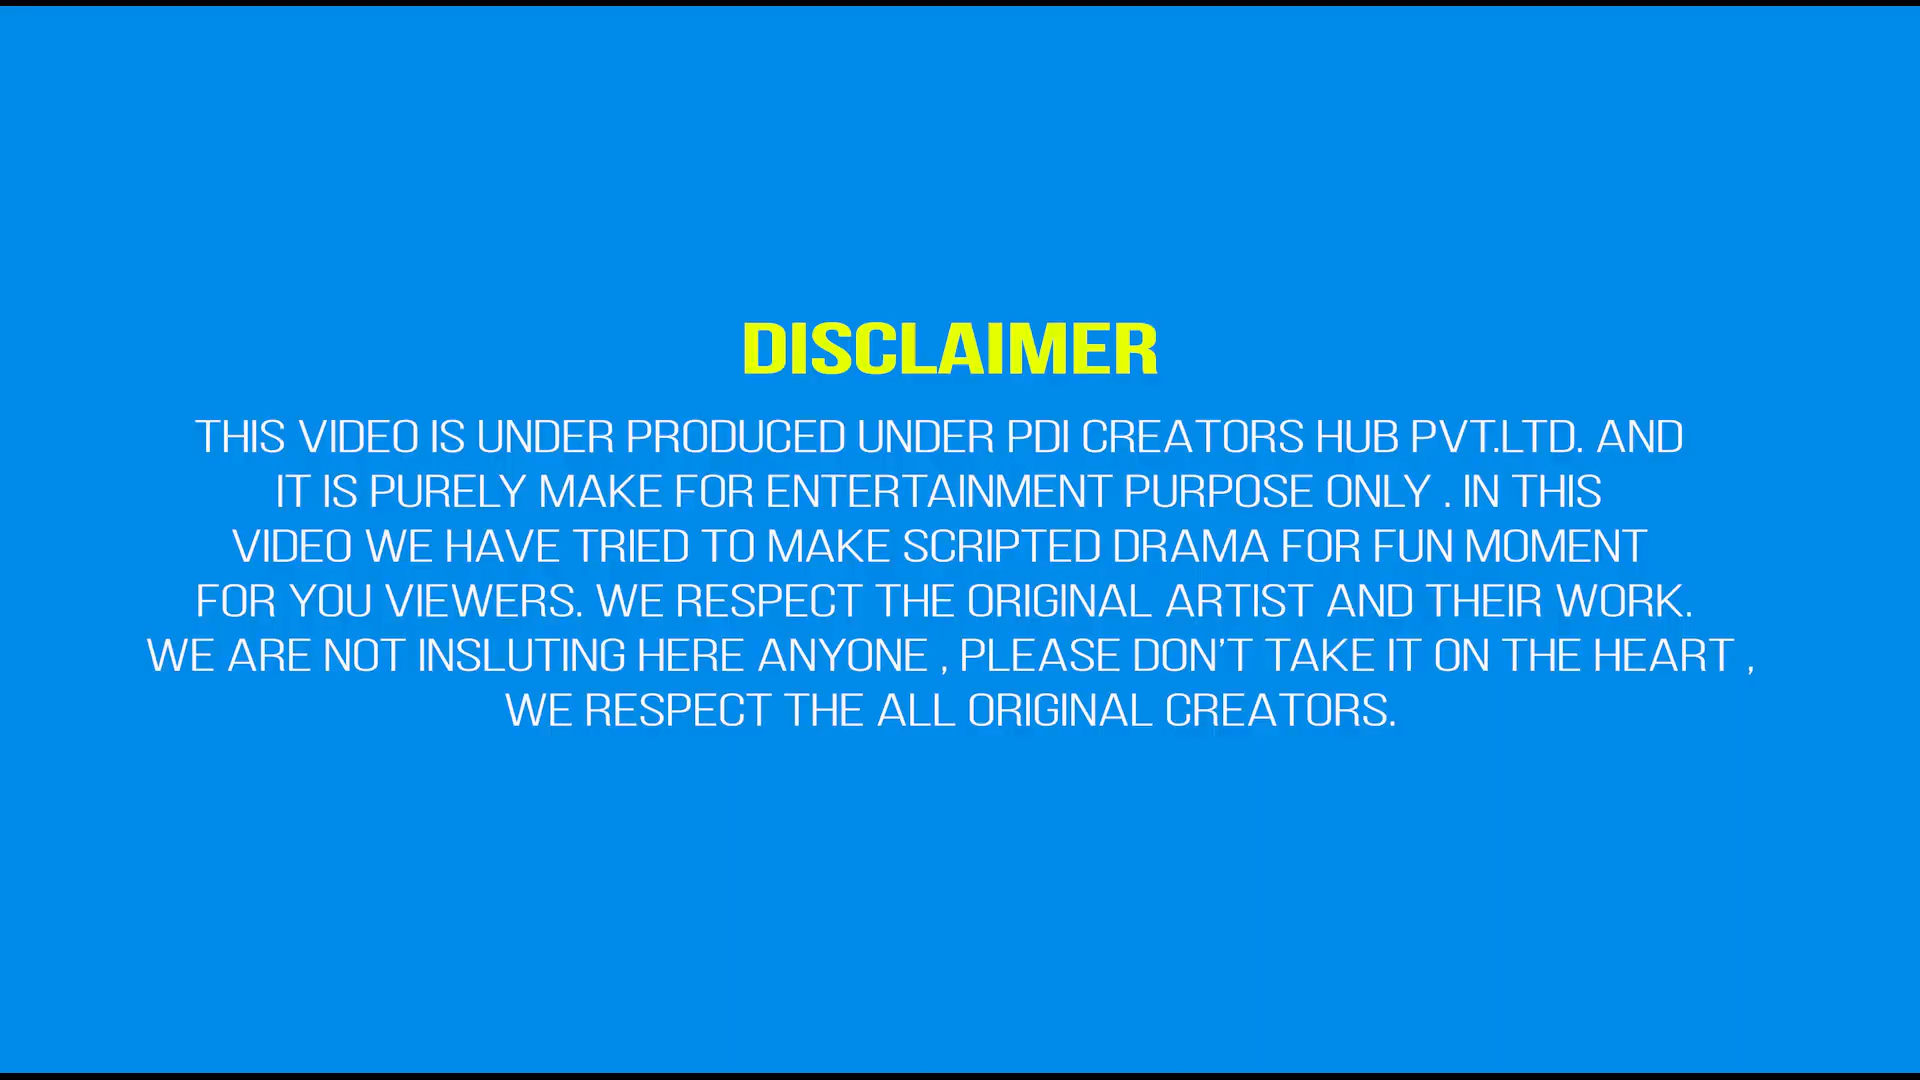 DISCLAIMER
THIS VIDEO IS UNDER PRODUCED UNDER PDI CREATORS HUB PVT.LTD. AND
IT IS PURELY MAKE FOR ENTERTAINMENT PURPOSE ONLY . IN THIS
VIDEO WE HAVE TRIED TO MAKE SCRIPTED DRAMA FOR FUN MOMENT
FOR YOU VIEWERS. WE RESPECT THE ORIGINAL ARTIST AND THEIR WORK.
WE ARE NOT INSLUTING HERE ANYONE , PLEASE DON’T TAKE IT ON THE HEART ,
WE RESPECT THE ALL ORIGINAL CREATORS.